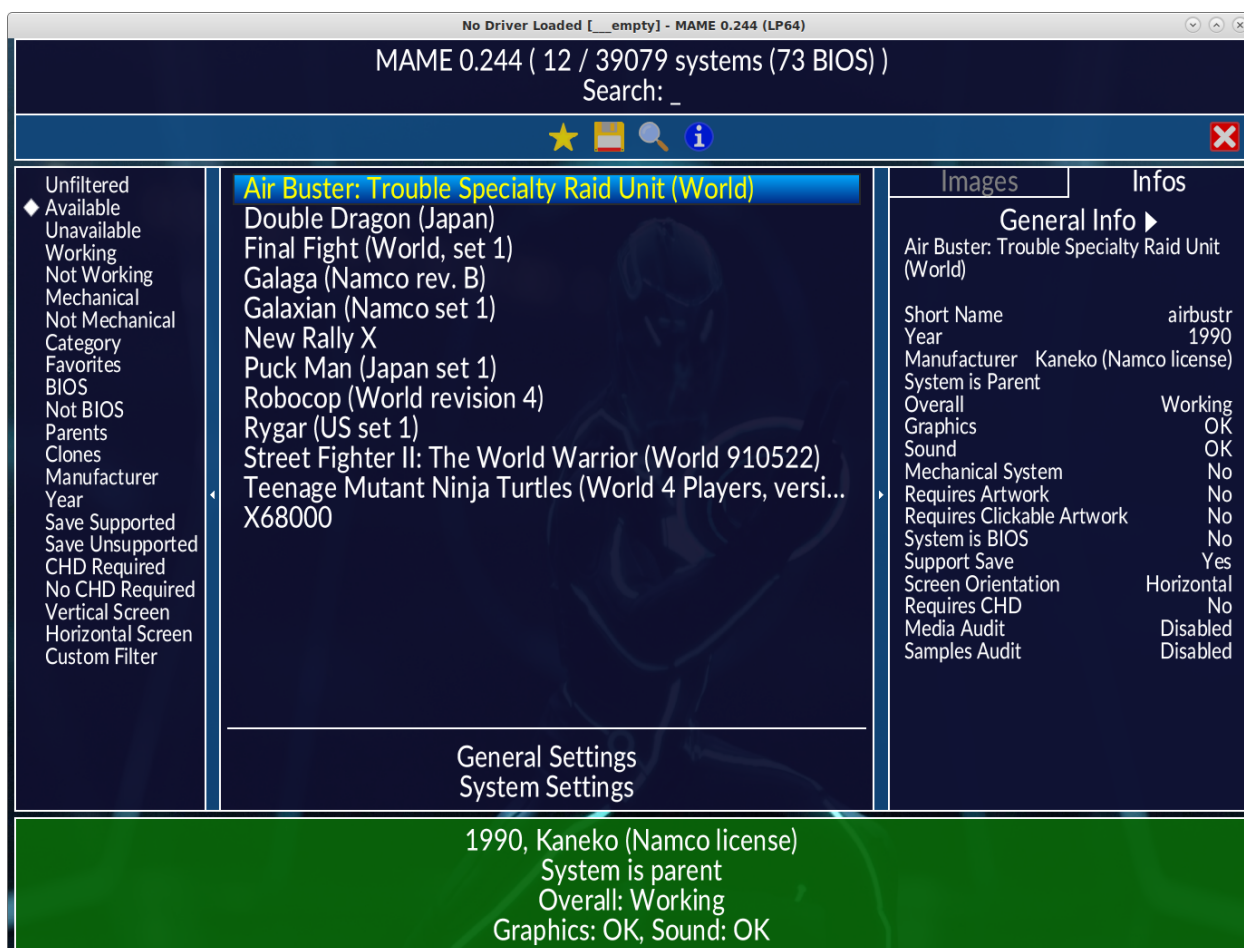 No Driver Loaded [___empty] - MAME 0.244 (LP64)
MAME 0.244 ( 12 / 39079 systems (73 BIOS) )
Search: _
Unfiltered
Available
Unavailable
Working
Not Working
Mechanical
Not Mechanical
Category
Favorites
BIOS
Not BIOS
Parents
Clones
Manufacturer
Year
Save Supported
Save Unsupported
CHD Required
No CHD Required
Vertical Screen
Horizontal Screen
Custom Filter
Air Buster: Trouble Specialty Raid Unit (World)
Double Dragon (Japan)
Final Fight (World, set 1)
Galaga (Namco rev. B)
Galaxian (Namco set 1)
New Rally X
Puck Man (Japan set 1)
Robocop (World revision 4)
Rygar (US set 1)
Street Fighter II: The World Warrior (World 910522)
Teenage Mutant Ninja Turtles (World 4 Players, versi...
X68000
General Settings
System Settings
Images Infos
General Info
Air Buster: Trouble Specialty Raid Unit
(World)
Short Name airbustr
Year 1990
Manufacturer Kaneko (Namco license)
System is Parent
Overall Working
Graphics OK
Sound OK
Mechanical System No
Requires Artwork No
Requires Clickable Artwork No
System is BIOS No
Support Save Yes
Screen Orientation Horizontal
Requires CHD No
Media Audit Disabled
Samples Audit Disabled
1990, Kaneko (Namco license)
System is parent
Overall: Working
Graphics: OK, Sound: OK